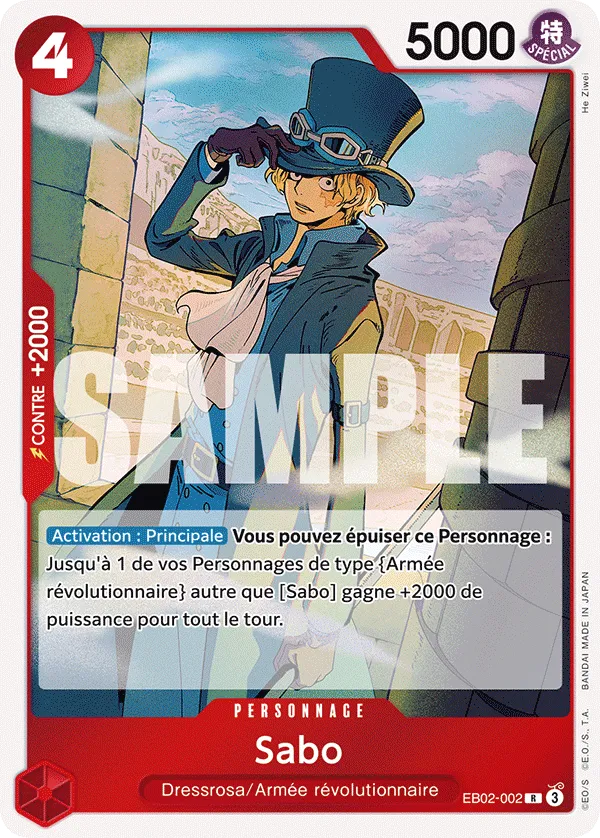 4
5000
特
SPÉCIAL
He Ziwei
CONTRE +2000
SAMPLE
Activation : Principale Vous pouvez épuiser ce Personnage :
Jusqu'à 1 de vos Personnages de type {Armée
révolutionnaire} autre que [Sabo] gagne +2000 de
puissance pour tout le tour.
PERSONNAGE
Sabo
Dressrosa/Armée révolutionnaire
EB02-002 R 3
©E.O/S ©E.O./S., T.A. BANDAI MADE IN JAPAN